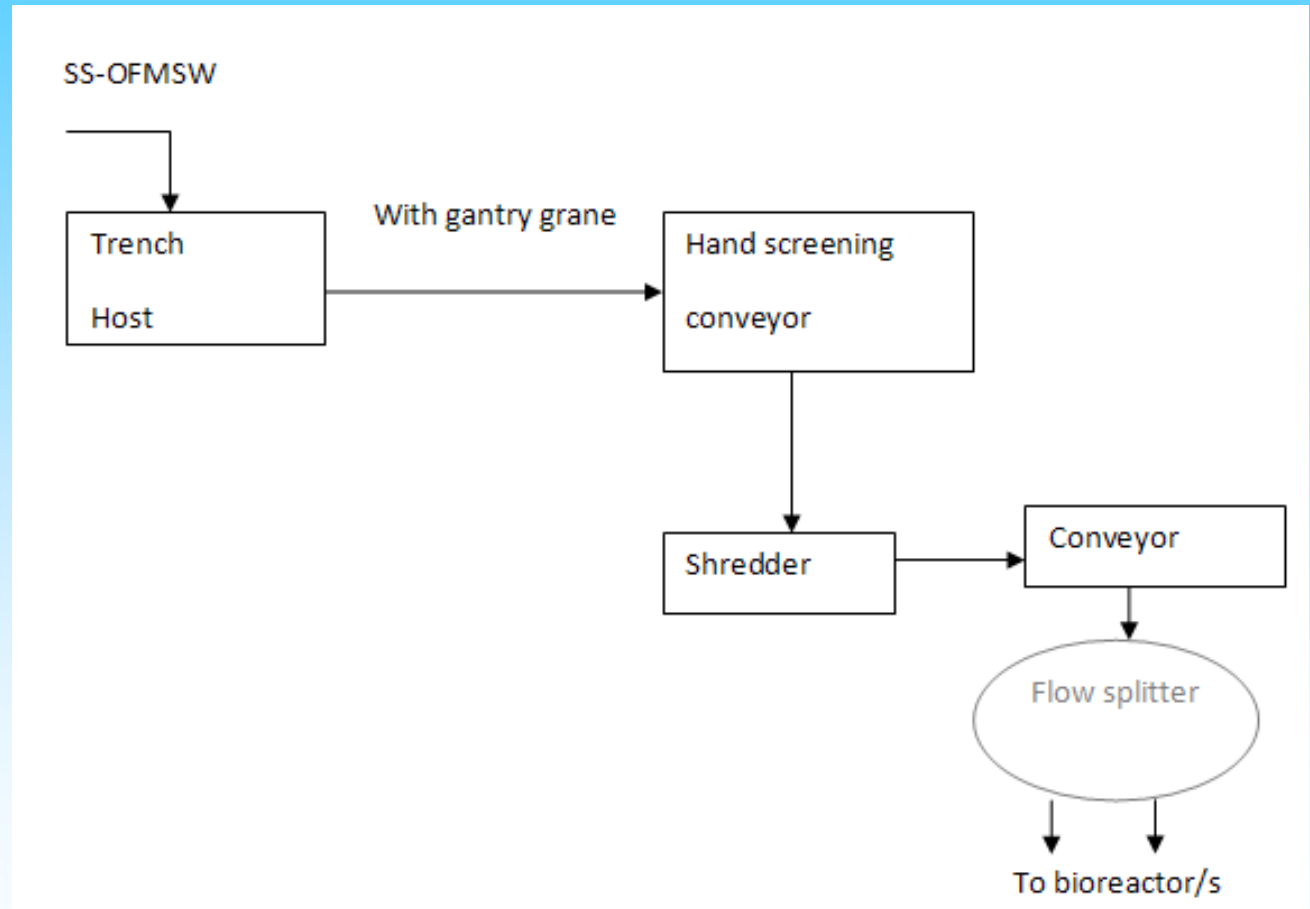 SS-OFMSW
With gantry grane
Trench
Host
Hand screening
conveyor
Shredder
Conveyor
Flow splitter
To bioreactor/s